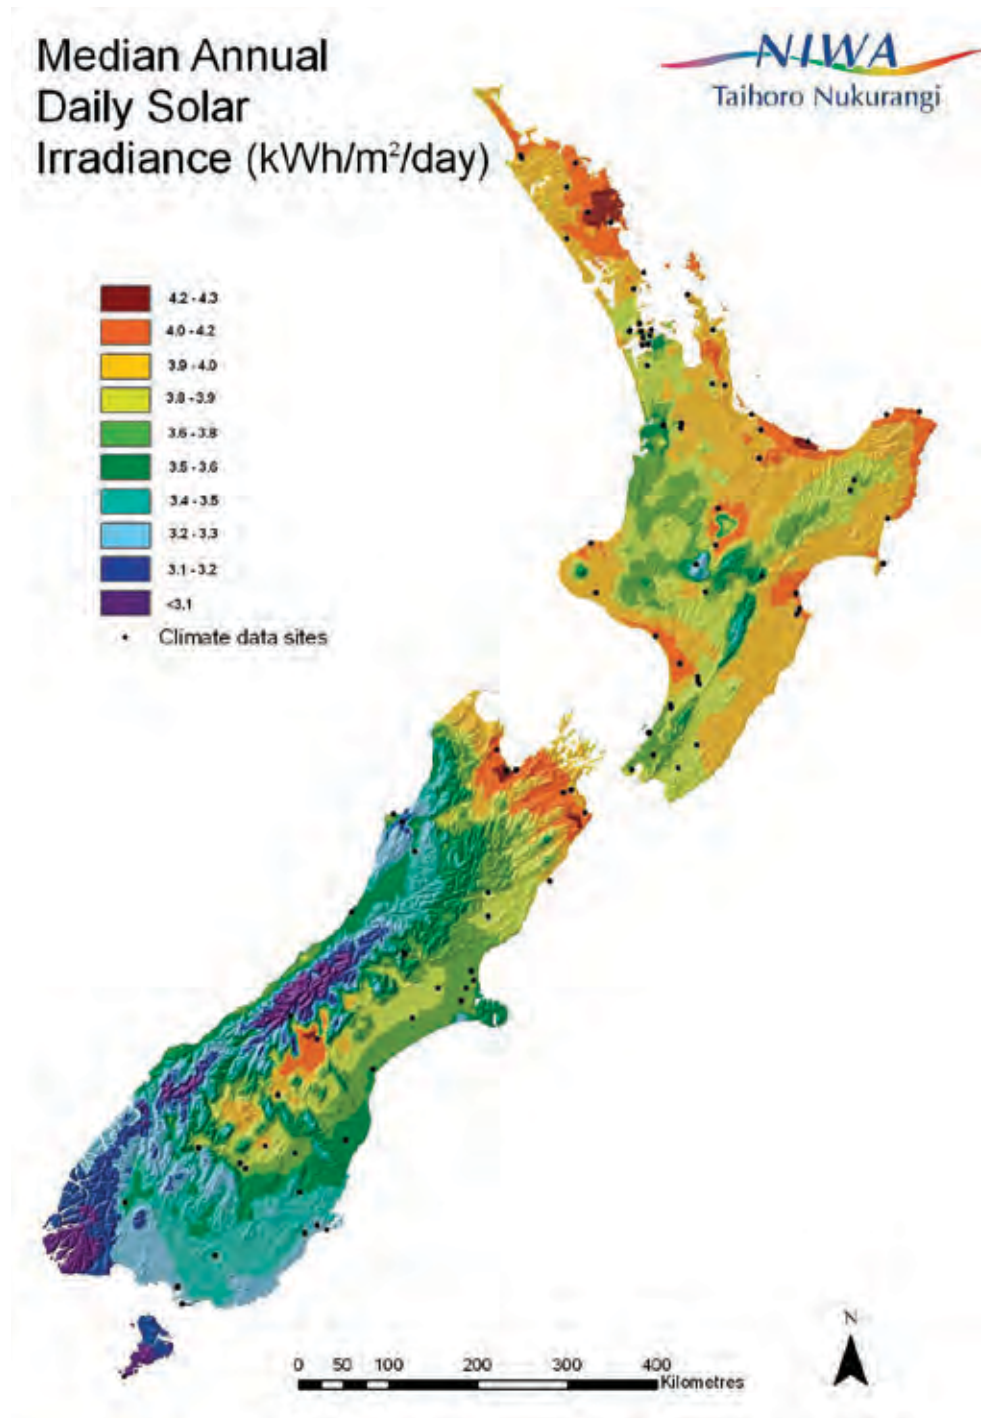 Median Annual
Daily Solar
Irradiance (kWh/m²/day)
NIWA
Taihoro Nukurangi
4.2 - 4.3
4.0 - 4.2
3.9 - 4.0
3.8 - 3.9
3.6 - 3.8
3.5 - 3.6
3.4 - 3.5
3.2 - 3.3
3.1 - 3.2
<3.1
Climate data sites
N
0 50 100 200 300 400
Kilometres